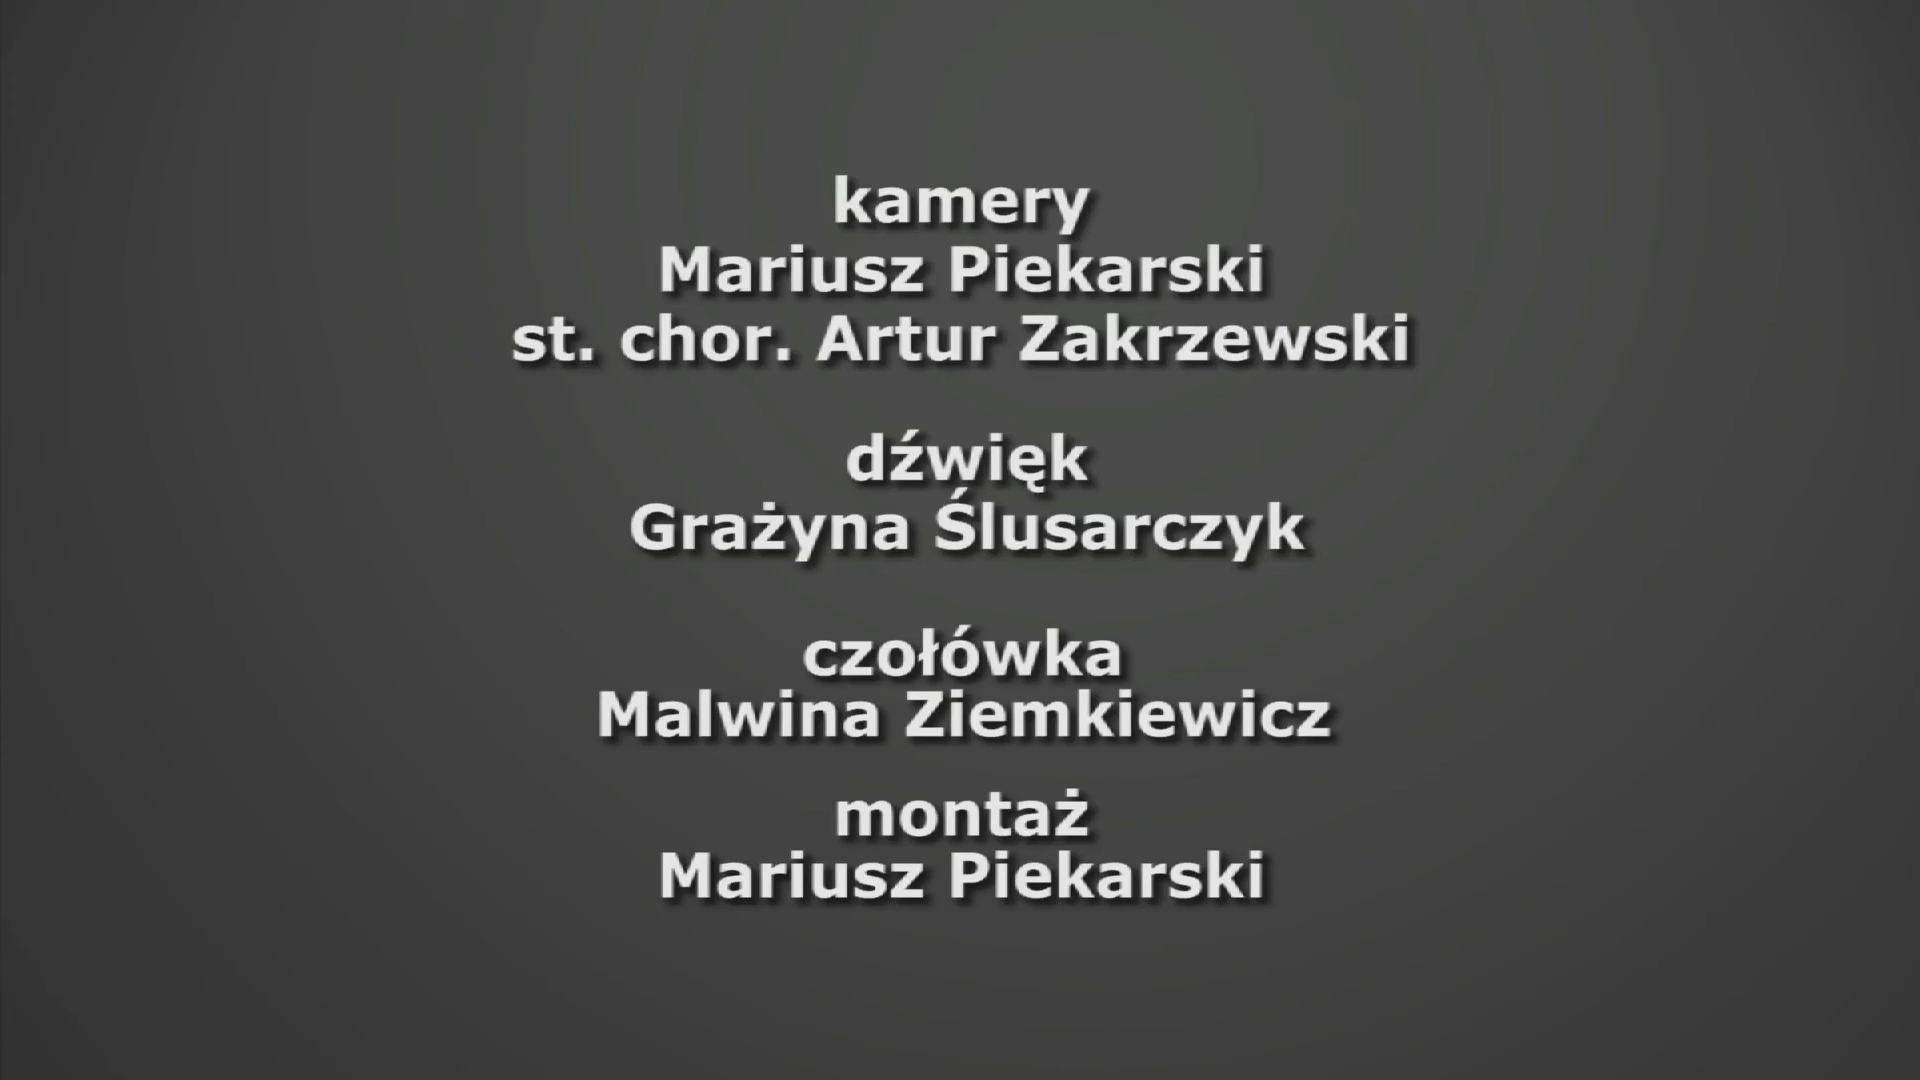 kamery
Mariusz Piekarski
st. chor. Artur Zakrzewski
dźwięk
Grażyna Ślusarczyk
czołówka
Malwina Ziemkiewicz
montaż
Mariusz Piekarski